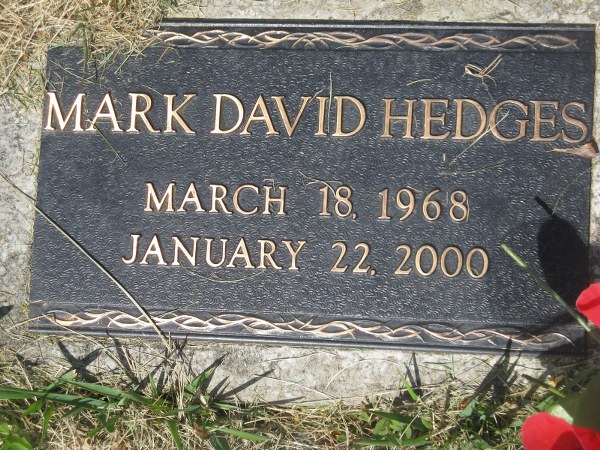 MARK DAVID HEDGES
MARCH 18, 1968
JANUARY 22, 2000